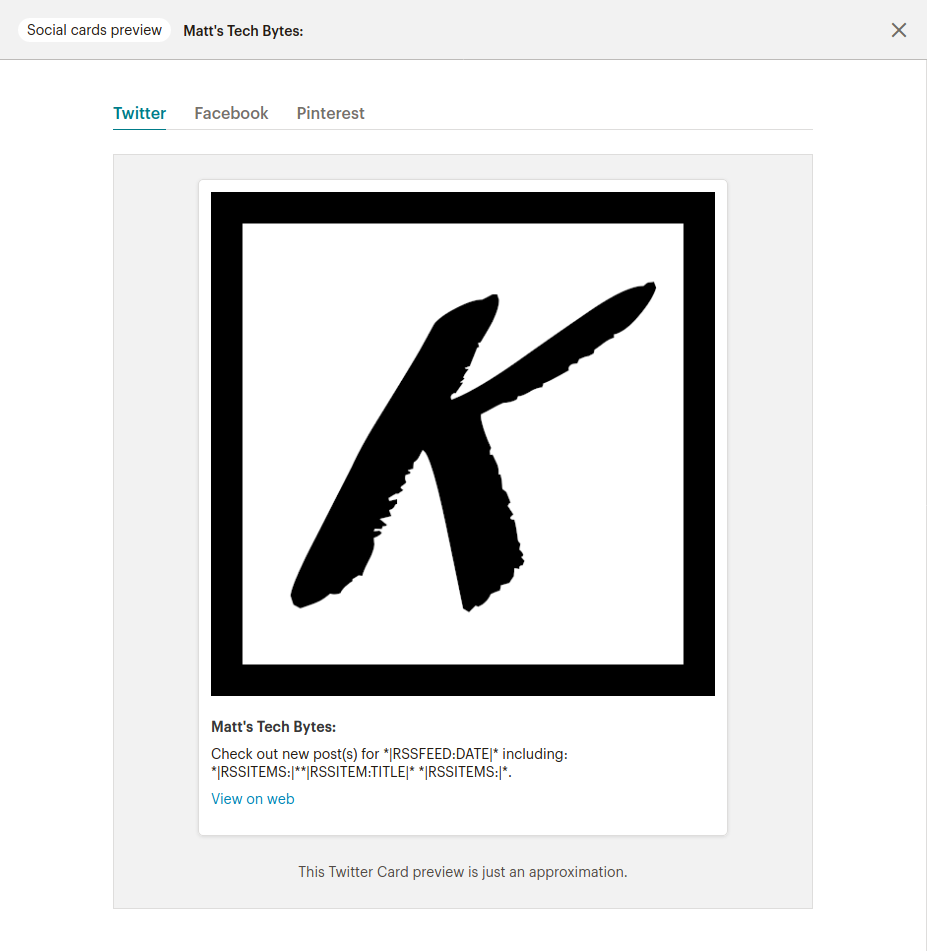 Social cards preview Matt's Tech Bytes:
Twitter Facebook Pinterest
K
Matt's Tech Bytes:
Check out new post(s) for *|RSSFEED:DATE|* including:
*|RSSITEMS:|**|RSSITEM:TITLE|* *|RSSITEMS:|*.
View on web
This Twitter Card preview is just an approximation.